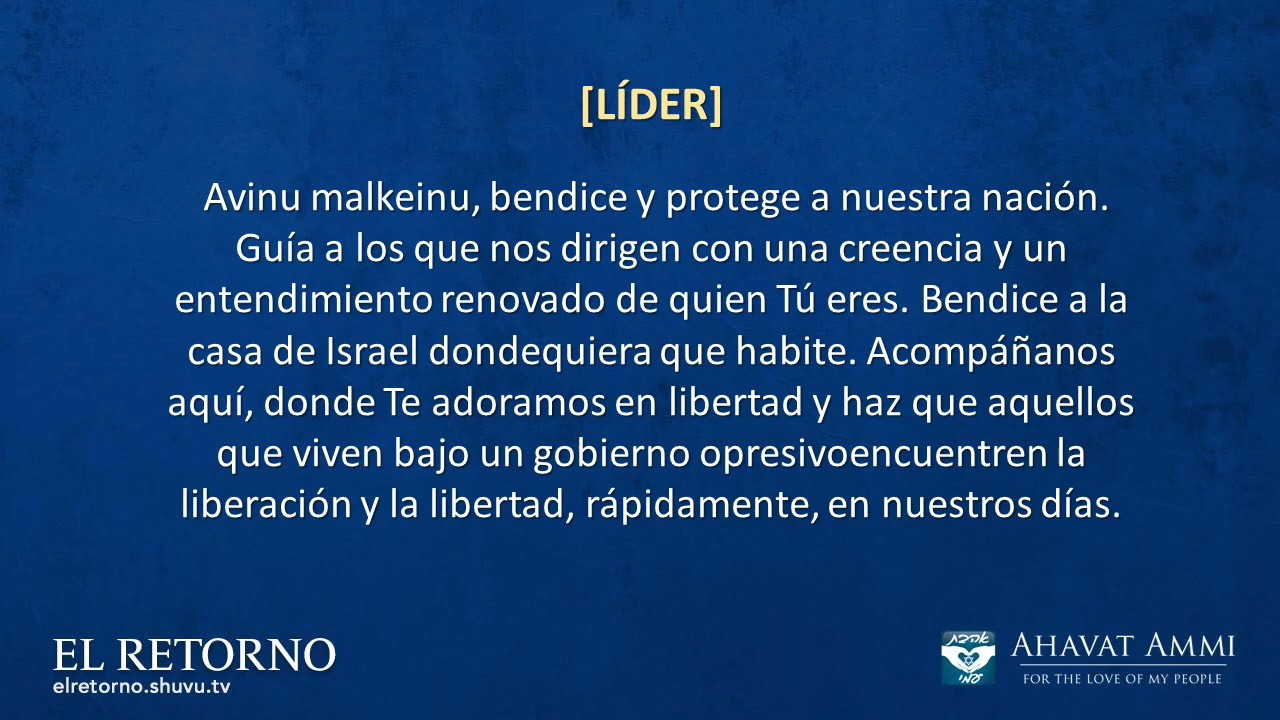 [LÍDER]
Avinu malkeinu, bendice y protege a nuestra nación.
Guía a los que nos dirigen con una creencia y un
entendimiento renovado de quien Tú eres. Bendice a la
casa de Israel dondequiera que habite. Acompáñanos
aquí, donde Te adoramos en libertad y haz que aquellos
que viven bajo un gobierno opresivoencuentren la
liberación y la libertad, rápidamente, en nuestros días.
EL RETORNO
elretorno.shuvu.tv
אהבת
עמי
AHAVAT AMMI
FOR THE LOVE OF MY PEOPLE